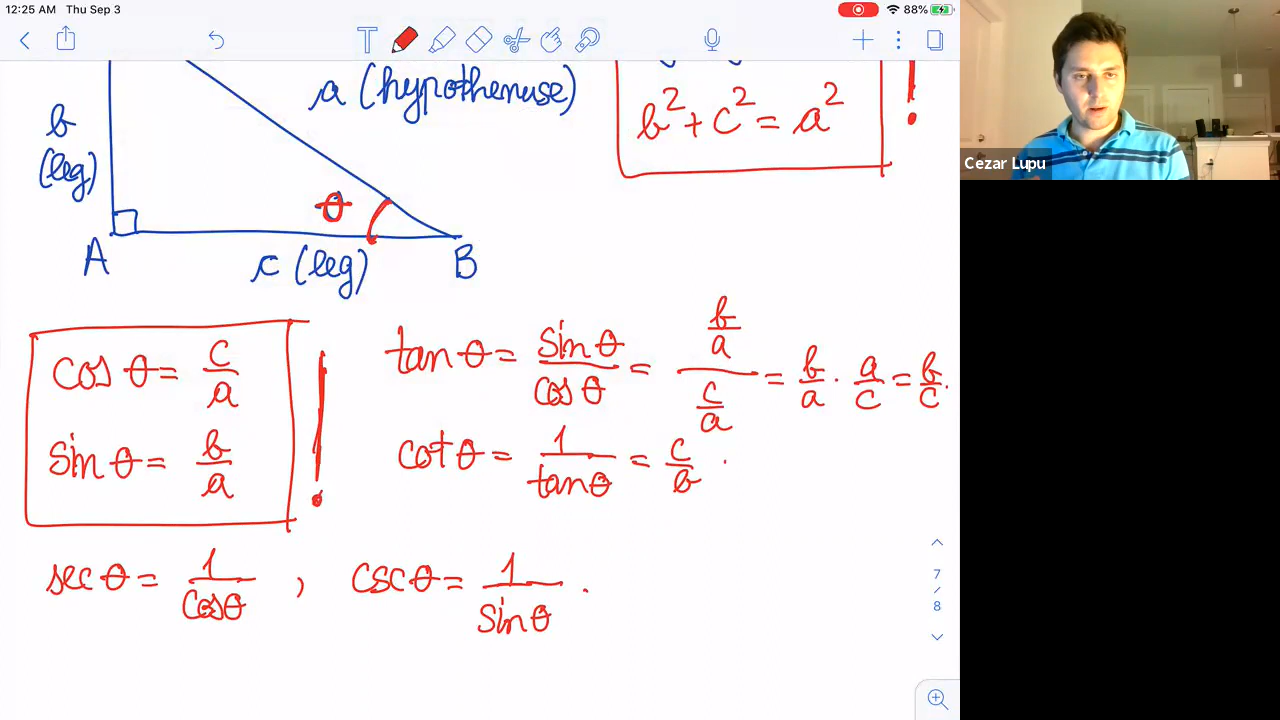 12:25 AM Thu Sep 3
88%
a (hypothenuse)
b
(leg)
b² + c² = a²
!
θ
A
c (leg)
B
cos θ = c/a
sin θ = b/a
!
tan θ = sin θ / cos θ = (b/a) / (c/a) = b/a · a/c = b/c .
cot θ = 1 / tan θ = c/b .
sec θ = 1 / cos θ , csc θ = 1 / sin θ .
7 / 8
Cezar Lupu